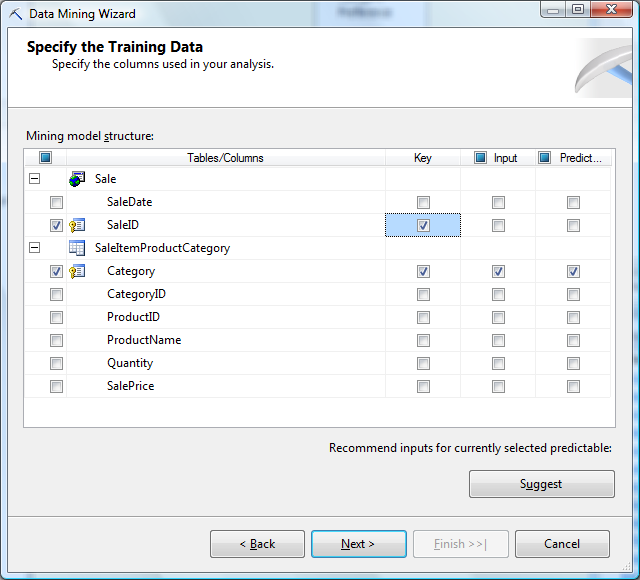 Data Mining Wizard
Preference
Specify the Training Data
Specify the columns used in your analysis.
Mining model structure:
Tables/Columns Key Input Predict...
Sale
SaleDate
SaleID
SaleItemProductCategory
Category
CategoryID
ProductID
ProductName
Quantity
SalePrice
Recommend inputs for currently selected predictable:
Suggest
< Back Next > Finish >>| Cancel